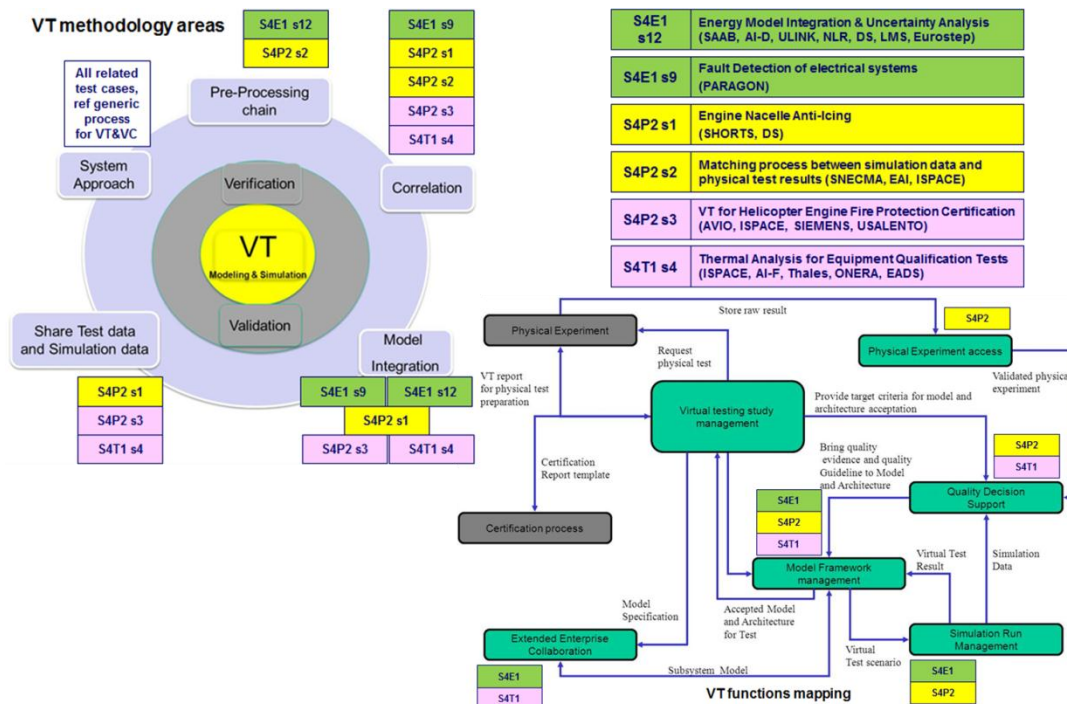 VT methodology areas
S4E1 s12
S4P2 s2
S4E1 s9
S4P2 s1
S4P2 s2
S4P2 s3
S4T1 s4
All related
test cases,
ref generic
process
for VT&VC
Pre-Processing
chain
System
Approach
Verification
Correlation
VT
Modeling & Simulation
Validation
Share Test data
and Simulation data
Model
Integration
S4P2 s1
S4P2 s3
S4T1 s4
S4E1 s9
S4E1 s12
S4P2 s1
S4P2 s3
S4T1 s4
S4E1
s12
Energy Model Integration & Uncertainty Analysis
(SAAB, AI-D, ULINK, NLR, DS, LMS, Eurostep)
S4E1 s9
Fault Detection of electrical systems
(PARAGON)
S4P2 s1
Engine Nacelle Anti-Icing
(SHORTS, DS)
S4P2 s2
Matching process between simulation data and
physical test results (SNECMA, EAI, ISPACE)
S4P2 s3
VT for Helicopter Engine Fire Protection Certification
(AVIO, ISPACE, SIEMENS, USALENTO)
S4T1 s4
Thermal Analysis for Equipment Qualification Tests
(ISPACE, AI-F, Thales, ONERA, EADS)
Store raw result
S4P2
Physical Experiment
Physical Experiment access
Request
physical test
VT report
for physical test
preparation
Validated physical
experiment
Virtual testing study
management
Provide target criteria for model and
architecture acceptation
Bring quality
evidence and quality
Guideline to Model
and Architecture
S4P2
S4T1
Certification
Report template
Quality Decision
Support
S4E1
S4P2
S4T1
Certification process
Virtual Test
Result
Simulation
Data
Model Framework
management
Model
Specification
Accepted Model
and Architecture
for Test
Extended Enterprise
Collaboration
Simulation Run
Management
Virtual
Test scenario
Subsystem Model
S4E1
S4T1
S4E1
S4P2
VT functions mapping